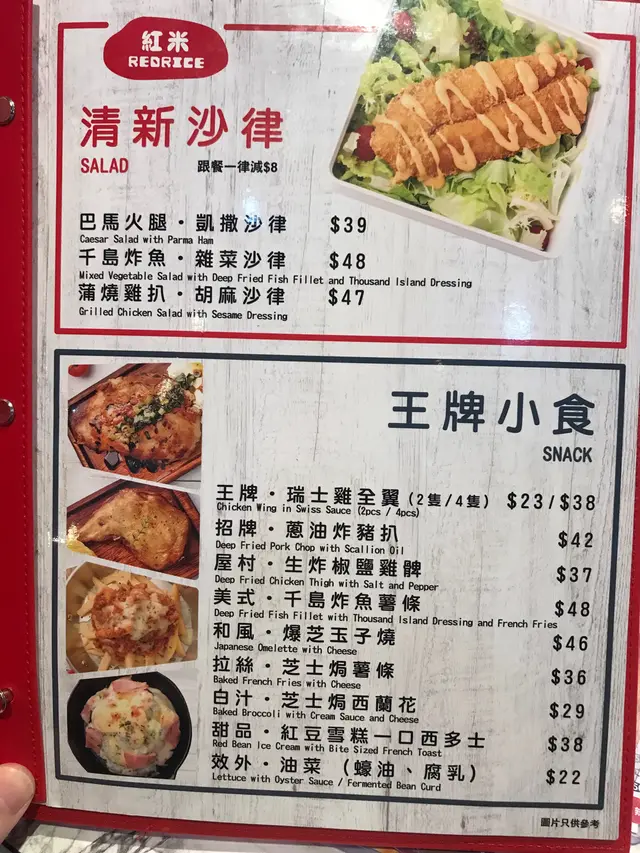 紅米
REDRICE
清新沙律
SALAD
跟餐一律減$8
巴馬火腿・凱撒沙律 $39
Caesar Salad with Parma Ham
千島炸魚・雜菜沙律 $48
Mixed Vegetable Salad with Deep Fried Fish Fillet and Thousand Island Dressing
蒲燒雞扒・胡麻沙律 $47
Grilled Chicken Salad with Sesame Dressing
王牌小食
SNACK
王牌・瑞士雞全翼(2隻/4隻) $23/$38
Chicken Wing in Swiss Sauce (2pcs / 4pcs)
招牌・蔥油炸豬扒 $42
Deep Fried Pork Chop with Scallion Oil
屋村・生炸椒鹽雞髀 $37
Deep Fried Chicken Thigh with Salt and Pepper
美式・千島炸魚薯條 $48
Deep Fried Fish Fillet with Thousand Island Dressing and French Fries
和風・爆芝玉子燒 $46
Japanese Omelette with Cheese
拉絲・芝士焗薯條 $36
Baked French Fries with Cheese
白汁・芝士焗西蘭花 $29
Baked Broccoli with Cream Sauce and Cheese
甜品・紅豆雪糕一口西多士 $38
Red Bean Ice Cream with Bite Sized French Toast
效外・油菜 (蠔油、腐乳) $22
Lettuce with Oyster Sauce / Fermented Bean Curd
圖片只供參考